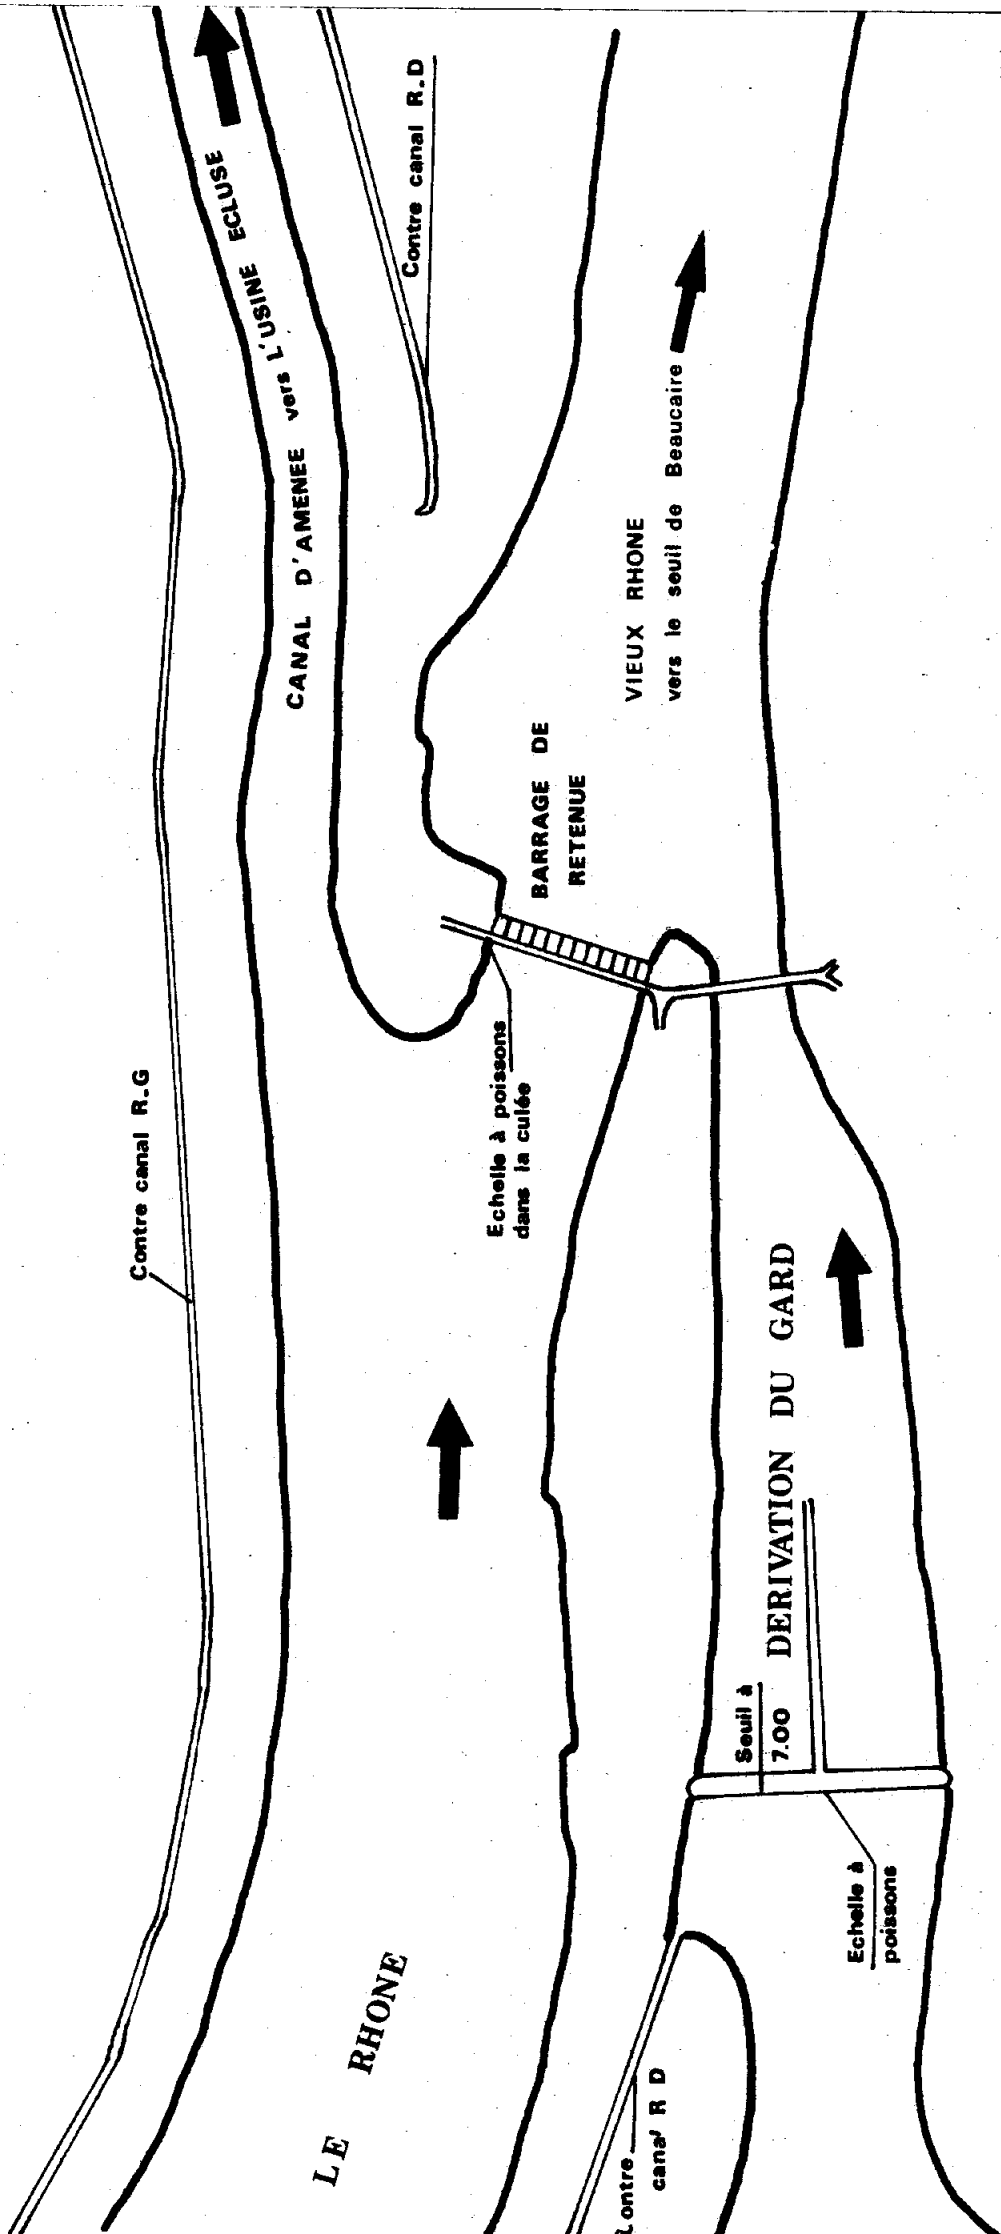 Contre canal R.G
CANAL D'AMENEE vers L'USINE ECLUSE
Contre canal R.D
LE RHONE
Echelle à poissons
dans la culée
BARRAGE DE
RETENUE
VIEUX RHONE
vers le seuil de Beaucaire
canal R D
Seuil à
7.00
DERIVATION DU GARD
Echelle à
poissons